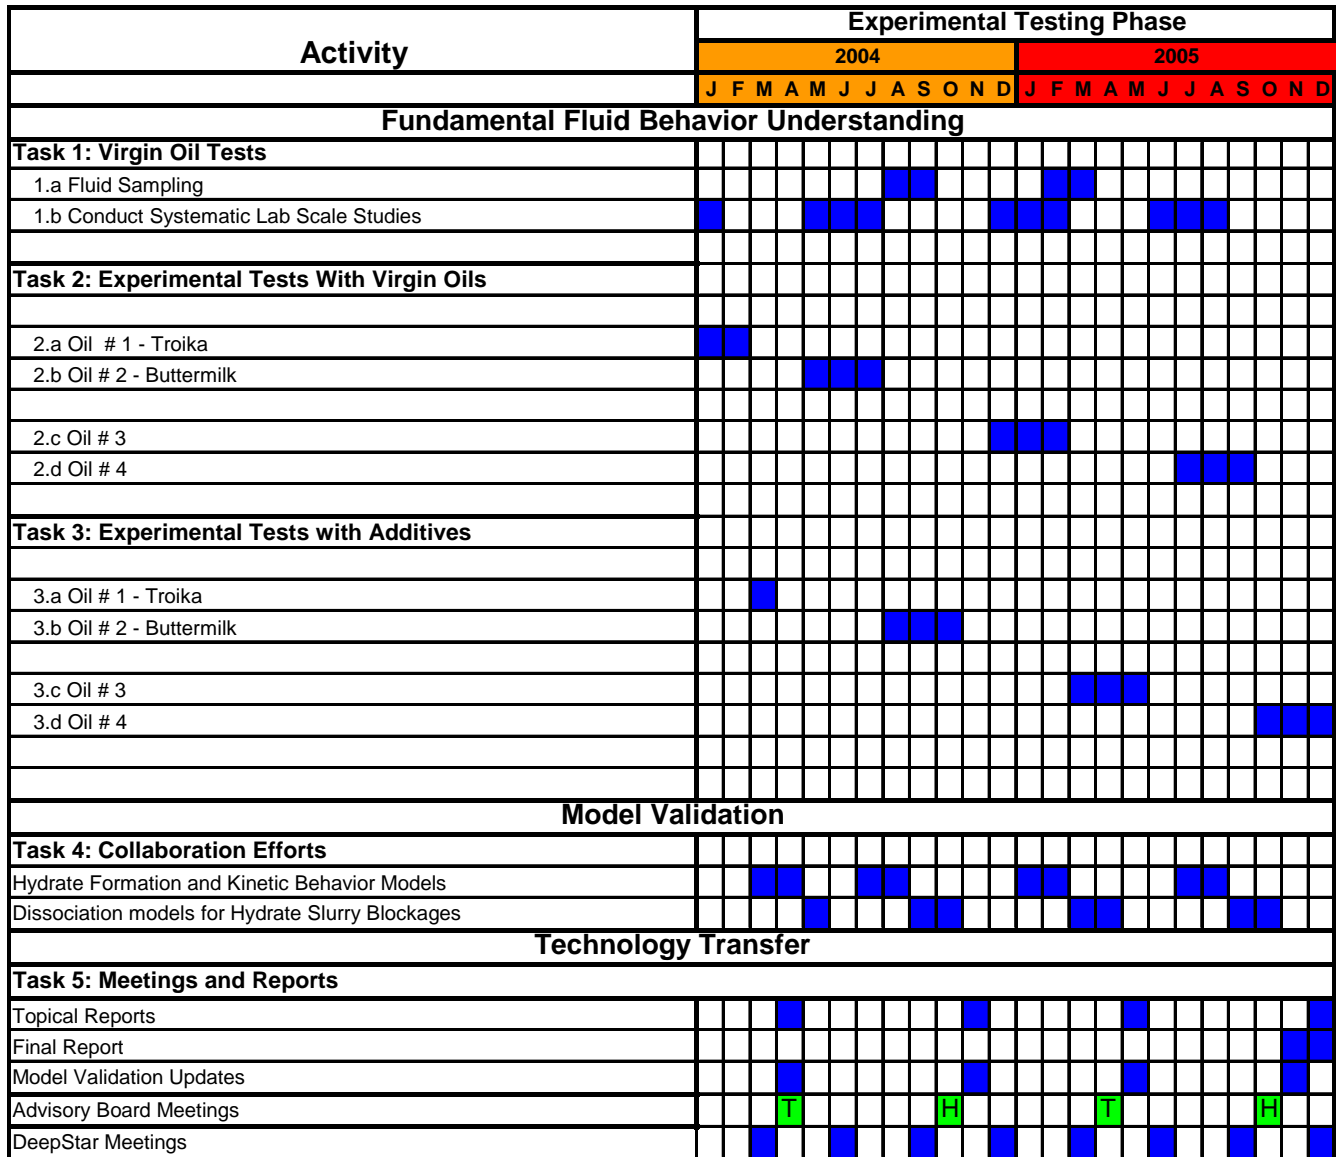 Experimental Testing Phase
Activity
2004 2005
J F M A M J J A S O N D J F M A M J J A S O N D
Fundamental Fluid Behavior Understanding
Task 1: Virgin Oil Tests
1.a Fluid Sampling
1.b Conduct Systematic Lab Scale Studies
Task 2: Experimental Tests With Virgin Oils
2.a Oil # 1 - Troika
2.b Oil # 2 - Buttermilk
2.c Oil # 3
2.d Oil # 4
Task 3: Experimental Tests with Additives
3.a Oil # 1 - Troika
3.b Oil # 2 - Buttermilk
3.c Oil # 3
3.d Oil # 4
Model Validation
Task 4: Collaboration Efforts
Hydrate Formation and Kinetic Behavior Models
Dissociation models for Hydrate Slurry Blockages
Technology Transfer
Task 5: Meetings and Reports
Topical Reports
Final Report
Model Validation Updates
Advisory Board Meetings T H T H
DeepStar Meetings